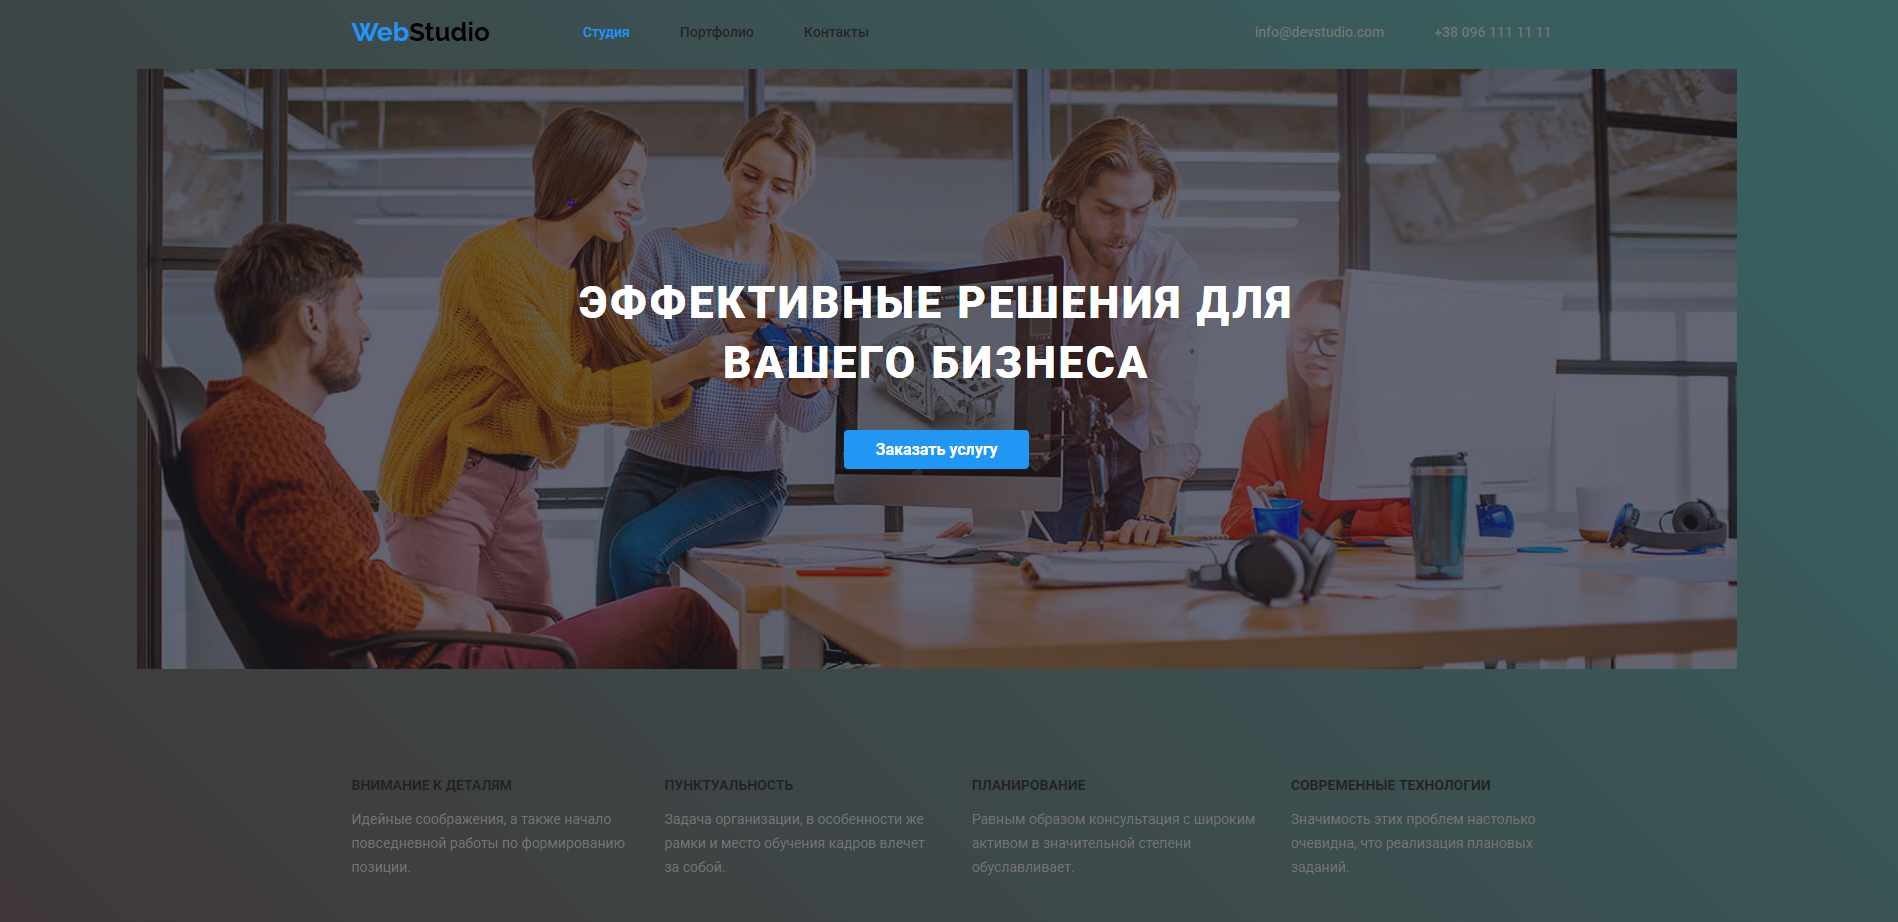 WebStudio
Студия
Портфолио
Контакты
info@devstudio.com
+38 096 111 11 11
ЭФФЕКТИВНЫЕ РЕШЕНИЯ ДЛЯ
ВАШЕГО БИЗНЕСА
Заказать услугу
ВНИМАНИЕ К ДЕТАЛЯМ
Идейные соображения, а также начало
повседневной работы по формированию
позиции.
ПУНКТУАЛЬНОСТЬ
Задача организации, в особенности же
рамки и место обучения кадров влечет
за собой.
ПЛАНИРОВАНИЕ
Равным образом консультация с широким
активом в значительной степени
обуславливает.
СОВРЕМЕННЫЕ ТЕХНОЛОГИИ
Значимость этих проблем настолько
очевидна, что реализация плановых
заданий.